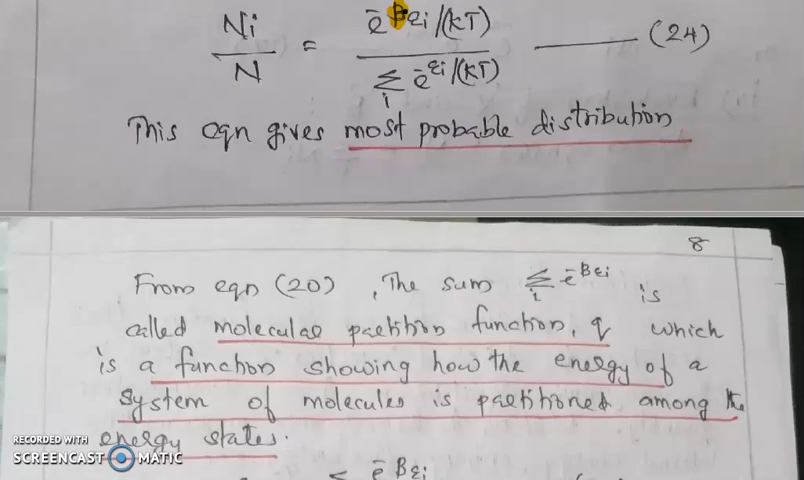 Ni/N = e^-βεi/(kT) / Σi e^-εi/(kT) ——— (24)
This eqn gives most probable distribution
8
From eqn (20), The sum Σi e^-βεi is
called molecular partition function, q which
is a function showing how the energy of a
system of molecules is partitioned among the
energy states.
Σ e^-βεi
RECORDED WITH
SCREENCAST MATIC